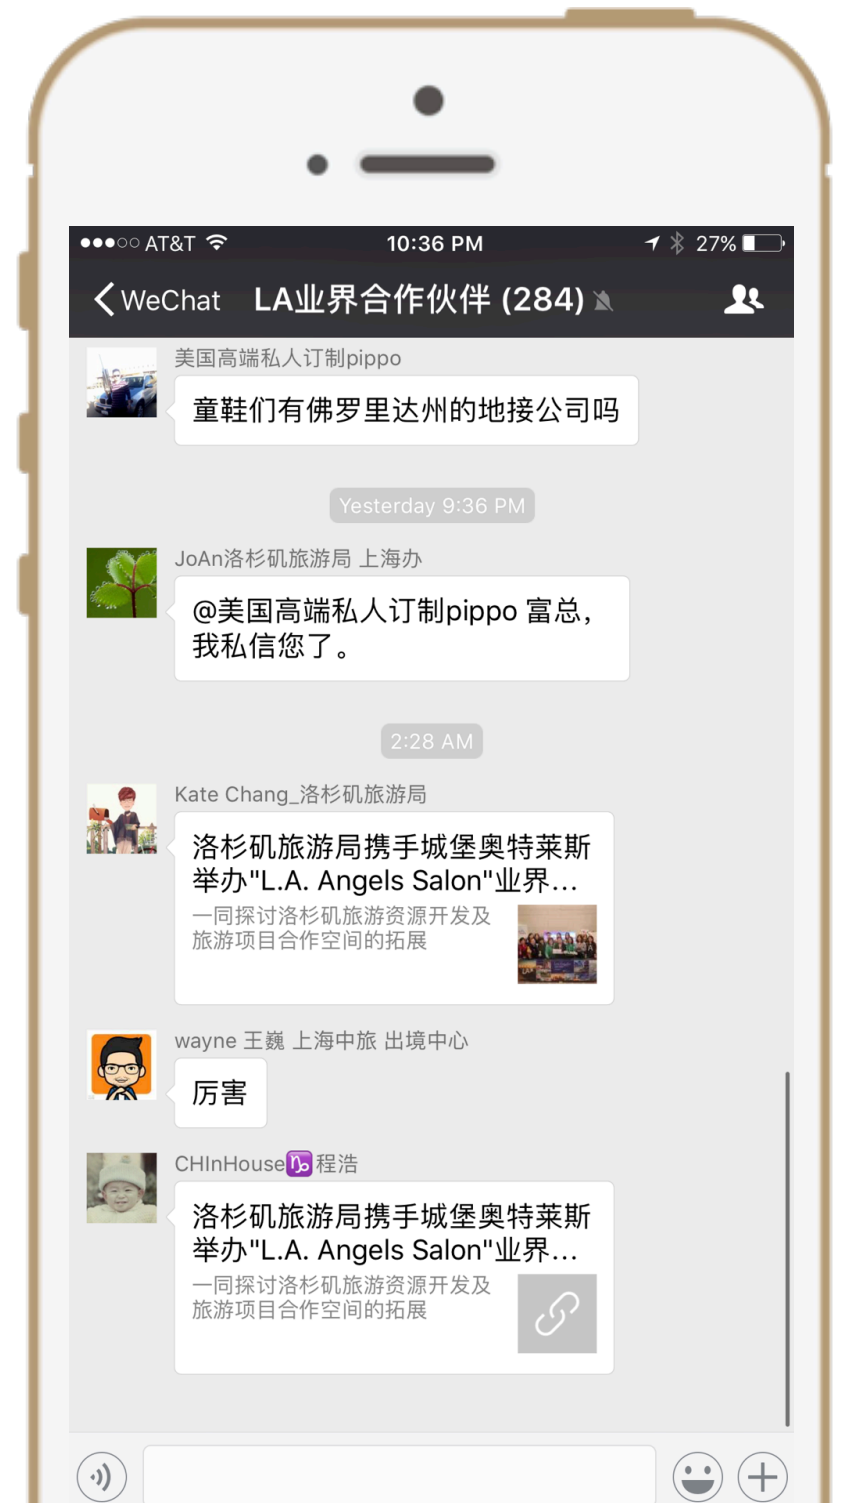 AT&T 10:36 PM 27%
WeChat LA业界合作伙伴 (284)
美国高端私人订制pippo
童鞋们有佛罗里达州的地接公司吗
Yesterday 9:36 PM
JoAn洛杉矶旅游局 上海办
@美国高端私人订制pippo 富总,
我私信您了。
2:28 AM
Kate Chang_洛杉矶旅游局
洛杉矶旅游局携手城堡奥特莱斯
举办"L.A. Angels Salon"业界...
一同探讨洛杉矶旅游资源开发及
旅游项目合作空间的拓展
wayne 王巍 上海中旅 出境中心
厉害
CHInHouse♑程浩
洛杉矶旅游局携手城堡奥特莱斯
举办"L.A. Angels Salon"业界...
一同探讨洛杉矶旅游资源开发及
旅游项目合作空间的拓展